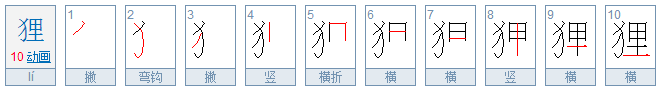 狸 1 2 3 4 5 6 7 8 9 10
10 动画
lí 撇 弯钩 撇 竖 横折 横 横 竖 横 横